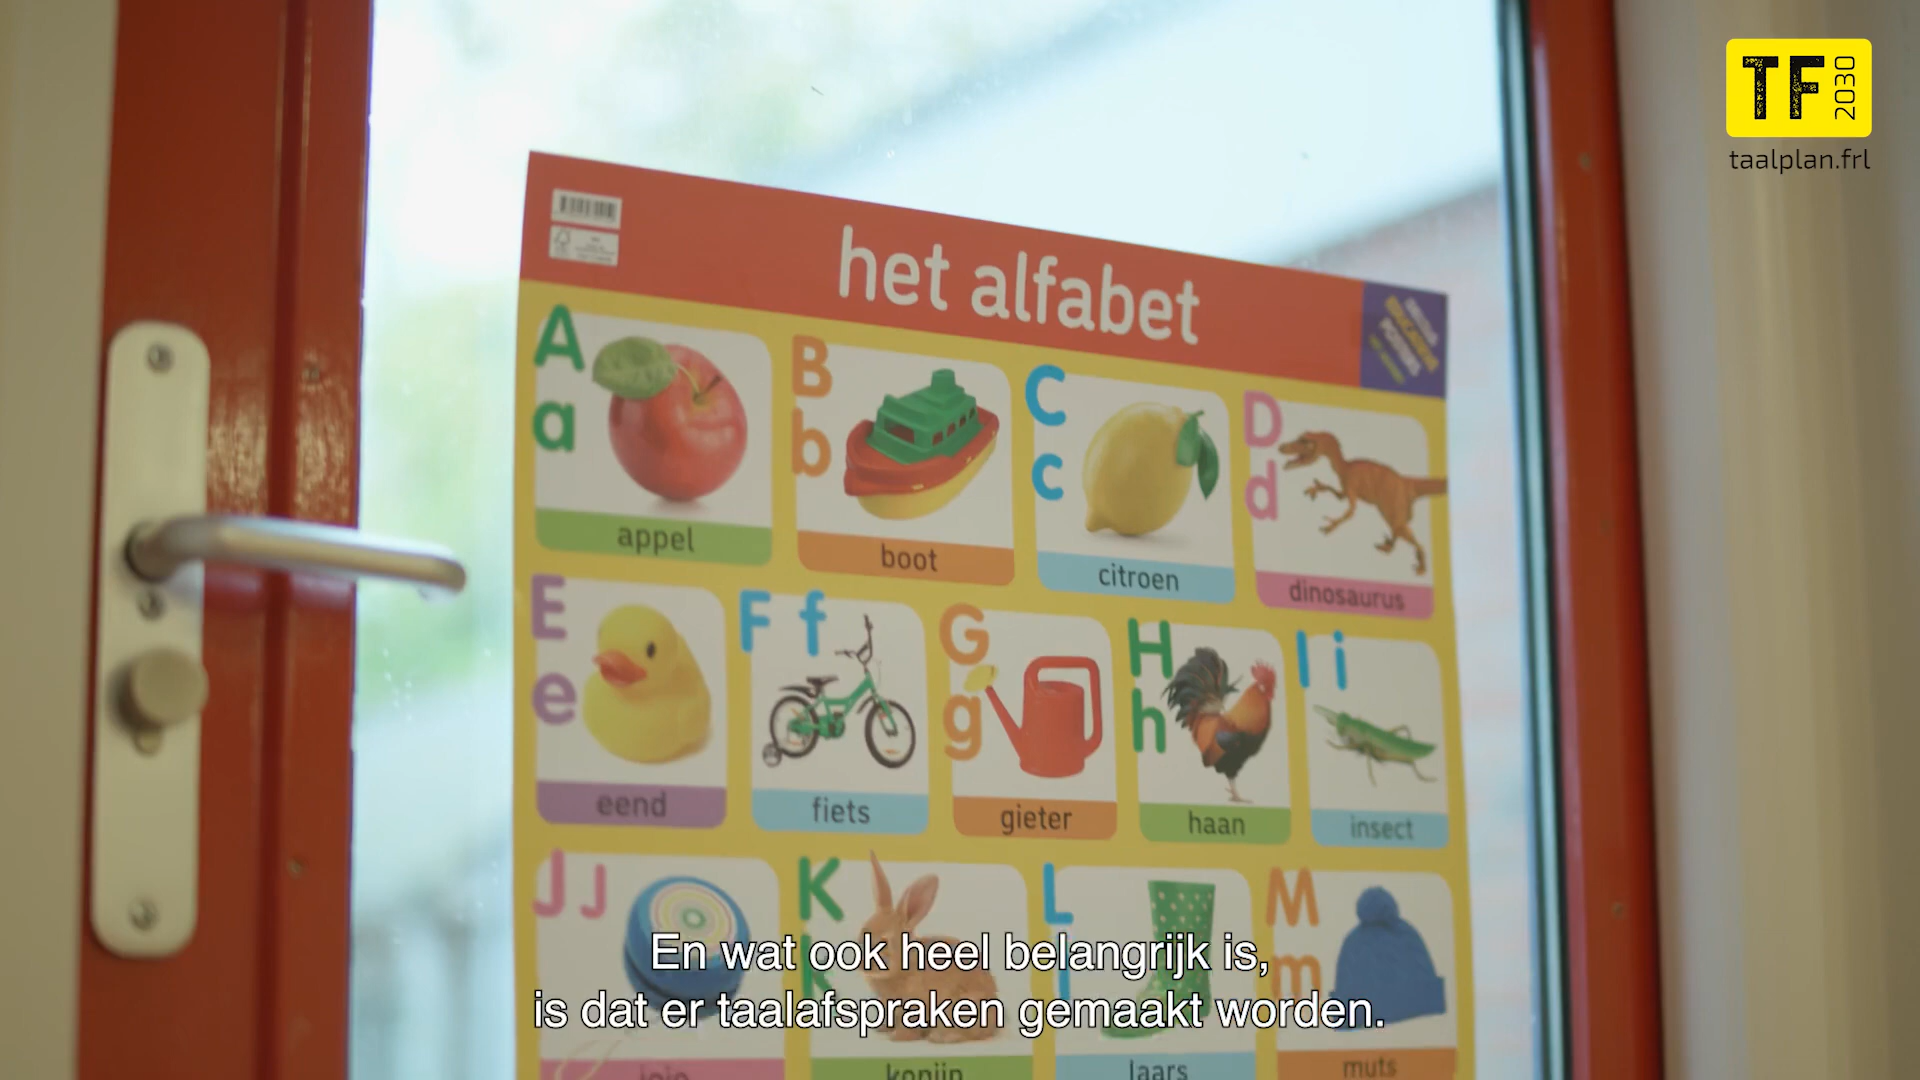 TF 2030
taalplan.frl
het alfabet
A a
appel
B b
boot
C c
citroen
D d
dinosaurus
E e
eend
F f
fiets
G g
gieter
H h
haan
I i
insect
J j
jojo
K k
konijn
L l
laars
M m
muts
En wat ook heel belangrijk is,
is dat er taalafspraken gemaakt worden.